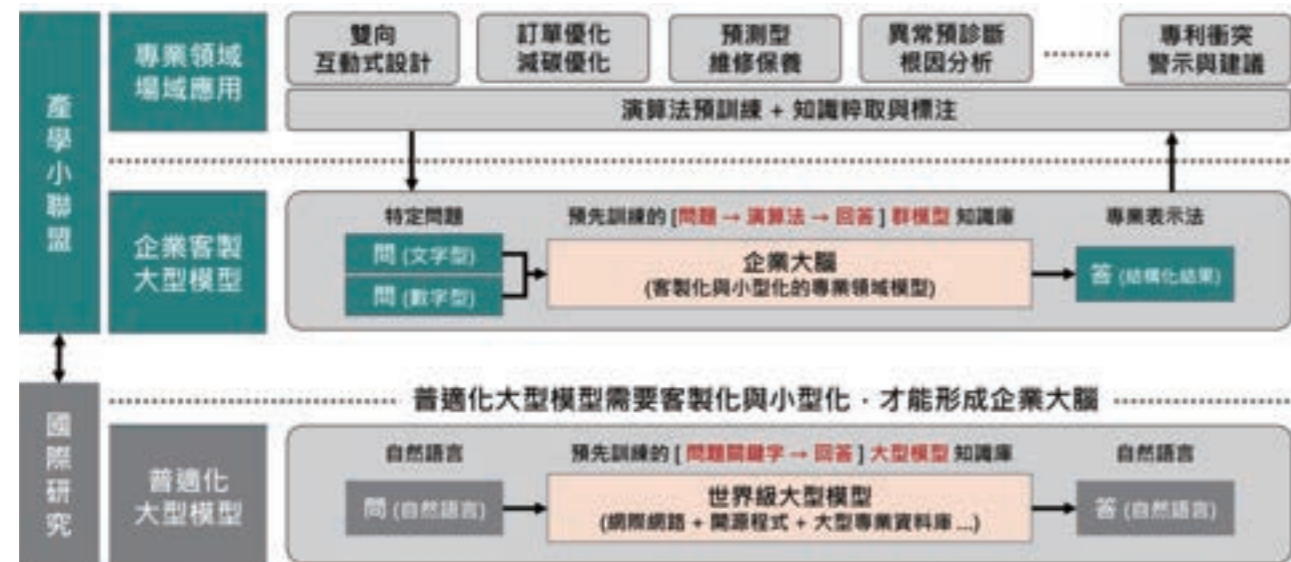 產學小聯盟
專業領域
場域應用
雙向
互動式設計
訂單優化
減碳優化
預測型
維修保養
異常預診斷
根因分析
專利衝突
警示與建議
演算法預訓練 + 知識粹取與標注
企業客製
大型模型
特定問題
問 (文字型)
問 (數字型)
預先訓練的 [問題 → 演算法 → 回答] 群模型 知識庫
企業大腦
(客製化與小型化的專業領域模型)
專業表示法
答 (結構化結果)
普適化大型模型需要客製化與小型化.才能形成企業大腦
國際研究
普適化
大型模型
自然語言
問 (自然語言)
預先訓練的 [ 問題關鍵字 → 回答 ] 大型模型 知識庫
世界級大型模型
(網際網路 + 開源程式 + 大型專業資料庫 ...)
自然語言
答 (自然語言)